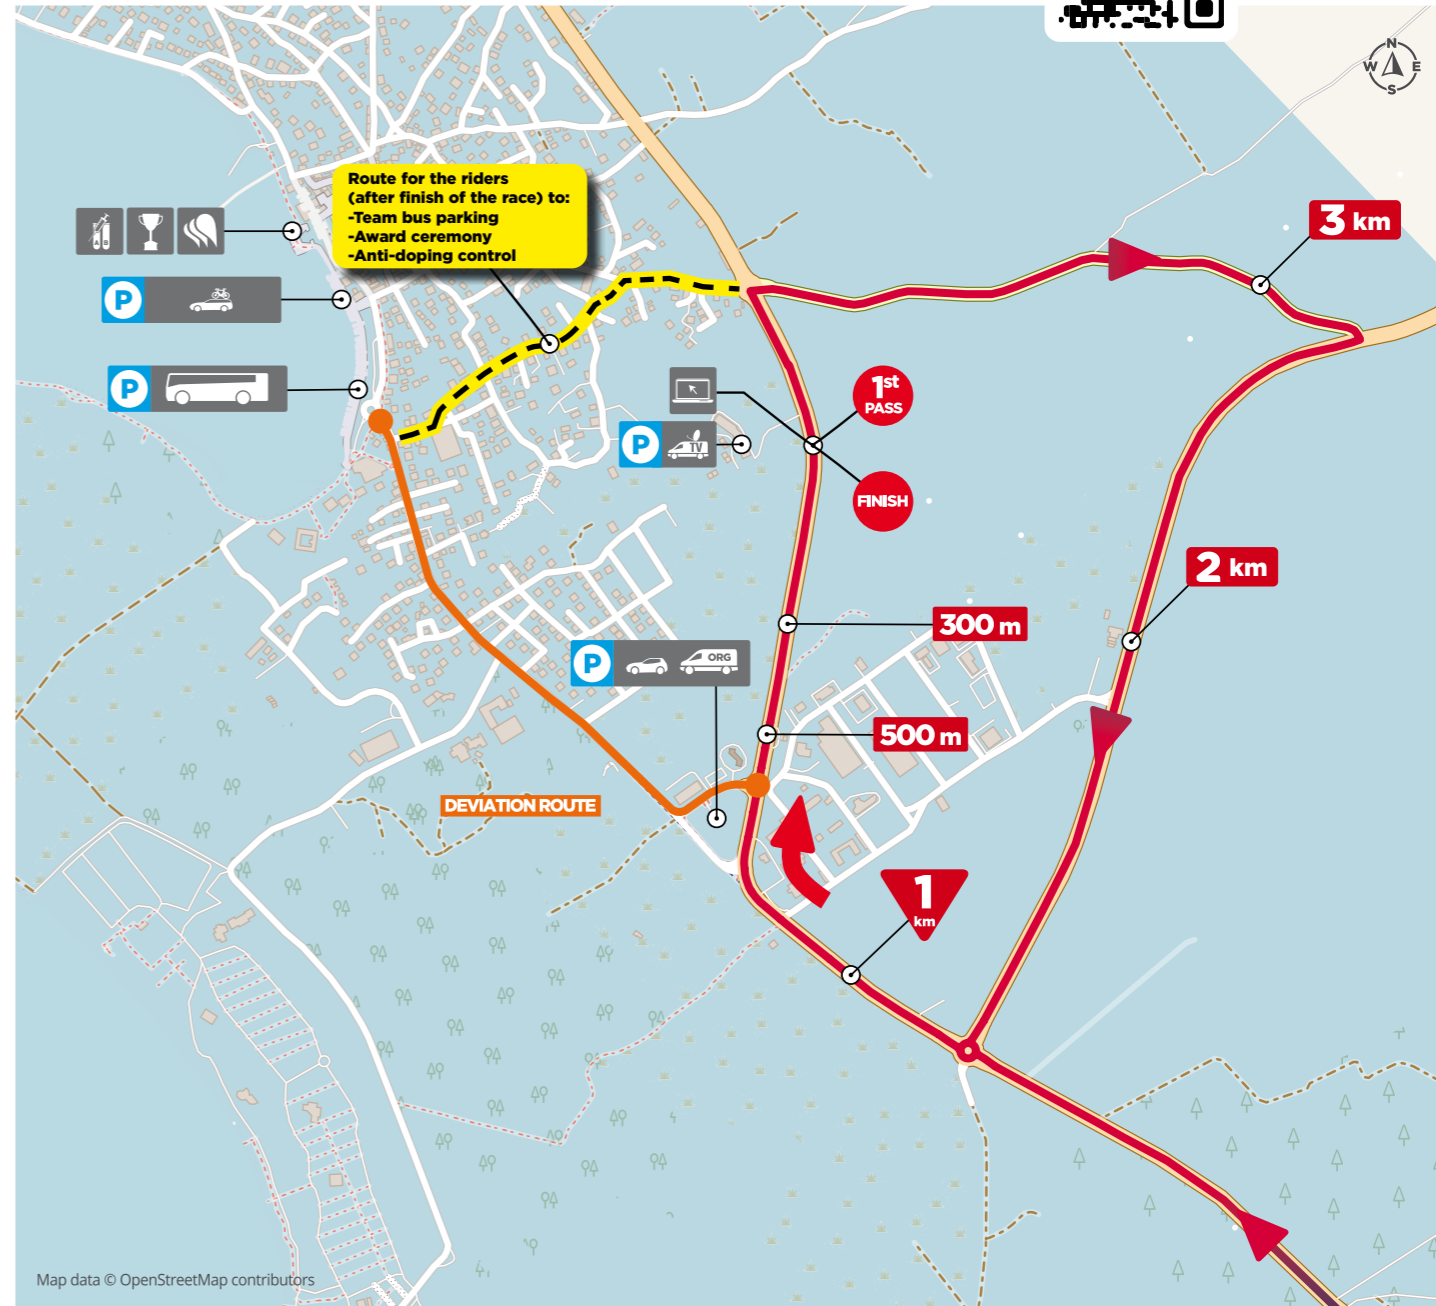 N
W E
S
3 km
Route for the riders
(after finish of the race) to:
-Team bus parking
-Award ceremony
-Anti-doping control
A B
P
P
1st
PASS
P TV
FINISH
2 km
300 m
P ORG
500 m
DEVIATION ROUTE
1
km
Map data © OpenStreetMap contributors